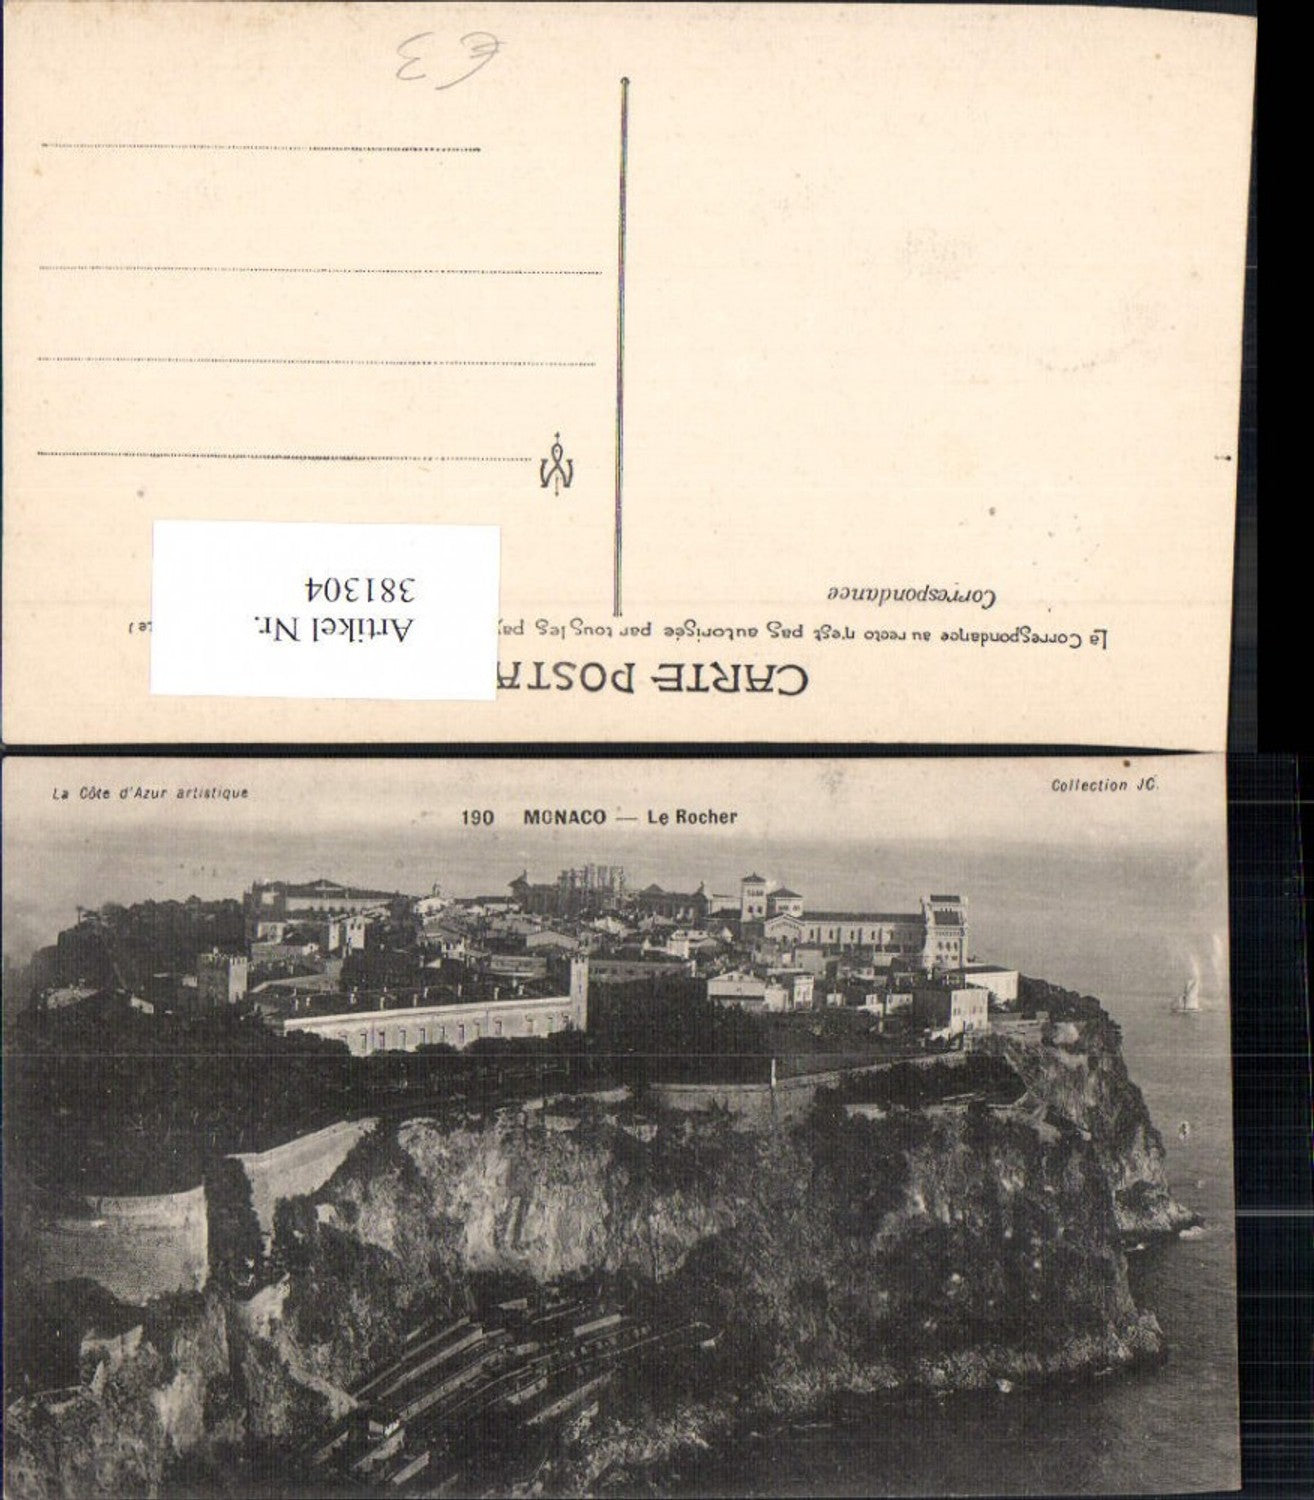 CARTE POSTA
La Correspondance au recto n'est pas autorisée par tous les pay
Correspondance
Artikel Nr.
381304
€ 3
La Côte d'Azur artistique
Collection JC.
190 MONACO — Le Rocher